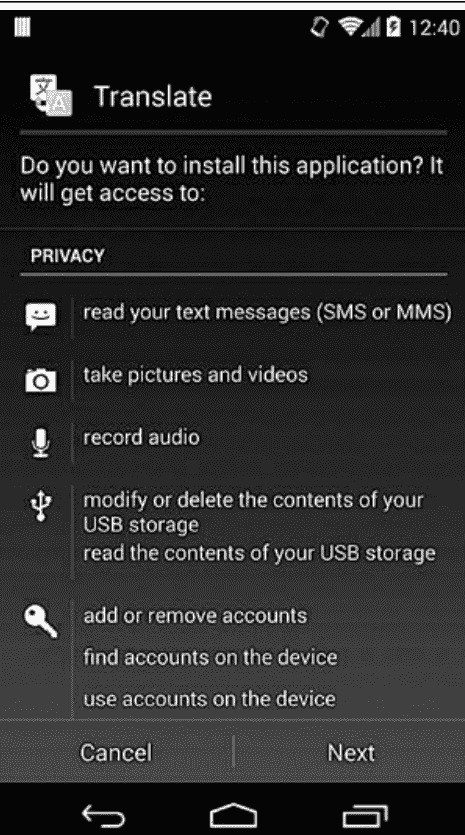 12:40
文 A
Translate
Do you want to install this application? It
will get access to:
PRIVACY
read your text messages (SMS or MMS)
take pictures and videos
record audio
modify or delete the contents of your
USB storage
read the contents of your USB storage
add or remove accounts
find accounts on the device
use accounts on the device
Cancel
Next